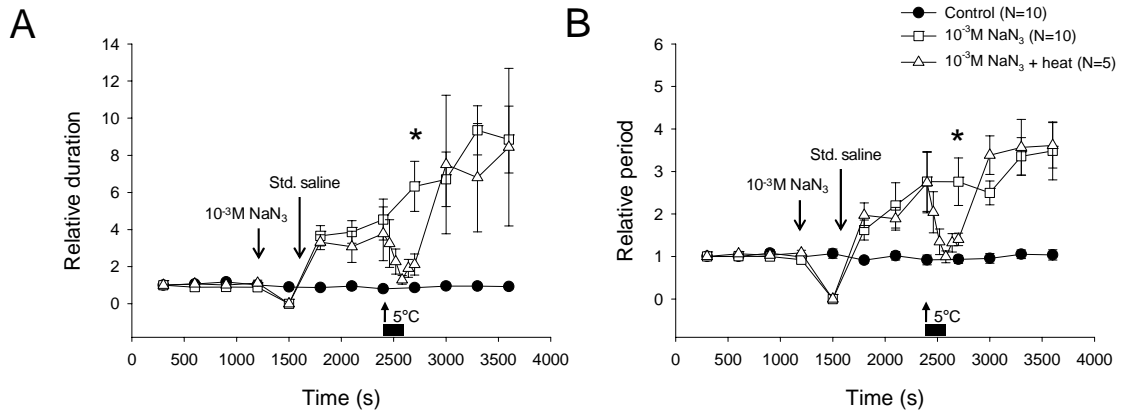 A
B
Control (N=10)
10⁻³M NaN₃ (N=10)
10⁻³M NaN₃ + heat (N=5)
Relative duration
14
12
10
8
6
4
2
0
10⁻³M NaN₃
Std. saline
*
5°C
0 500 1000 1500 2000 2500 3000 3500 4000
Time (s)
Relative period
6
5
4
3
2
1
0
10⁻³M NaN₃
Std. saline
*
5°C
0 500 1000 1500 2000 2500 3000 3500 4000
Time (s)